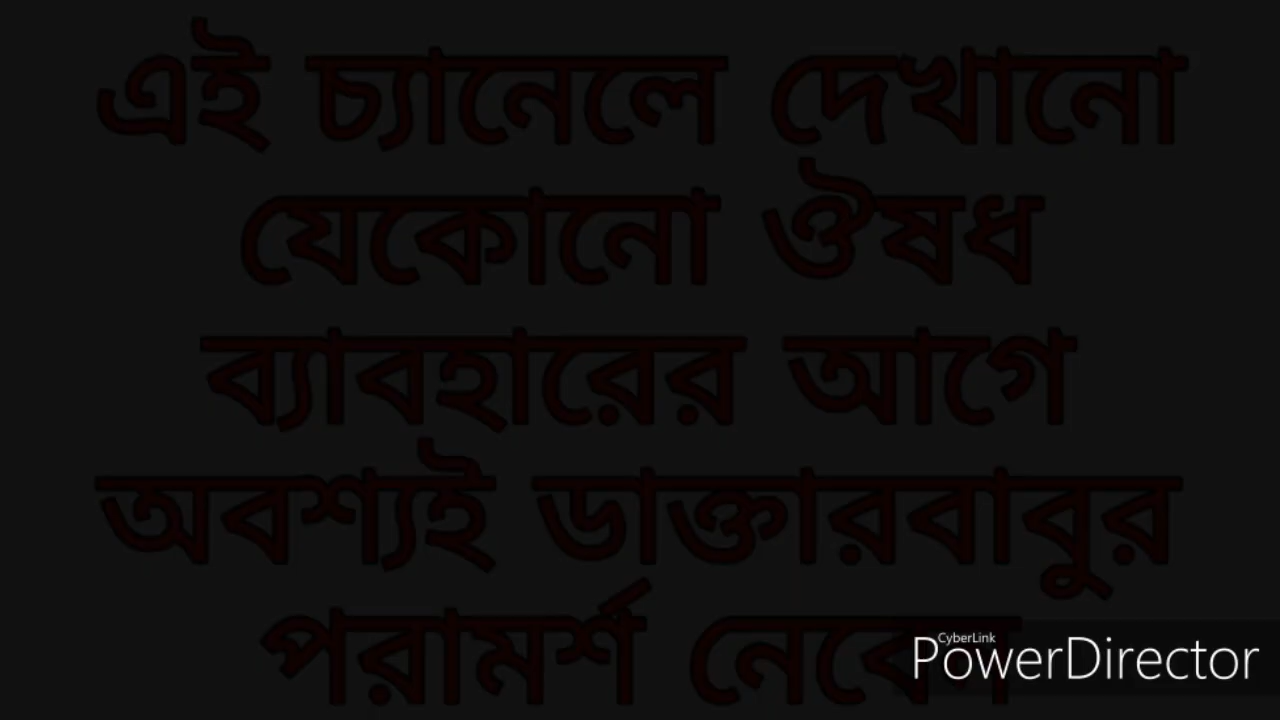 এই চ্যানেলে দেখানো
যেকোনো ঔষধ
ব্যাবহারের আগে
অবশ্যই ডাক্তারবাবুর
পরামর্শ নেবেন
CyberLink
PowerDirector